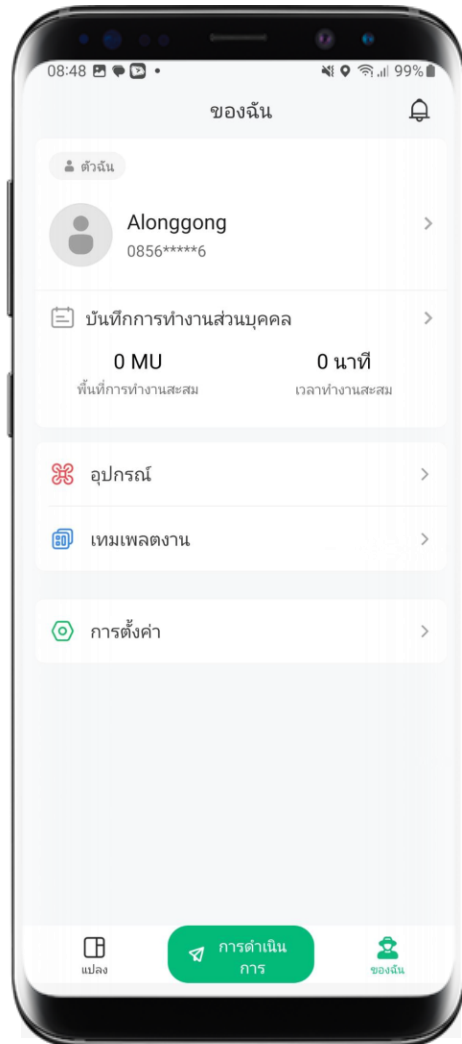 08:48
99%
ของฉัน
ตัวฉัน
Alonggong
0856*****6
บันทึกการทำงานส่วนบุคคล
0 MU
0 นาที
พื้นที่การทำงานสะสม
เวลาทำงานสะสม
อุปกรณ์
เทมเพลตงาน
การตั้งค่า
แปลง
การดำเนิน
การ
ของฉัน